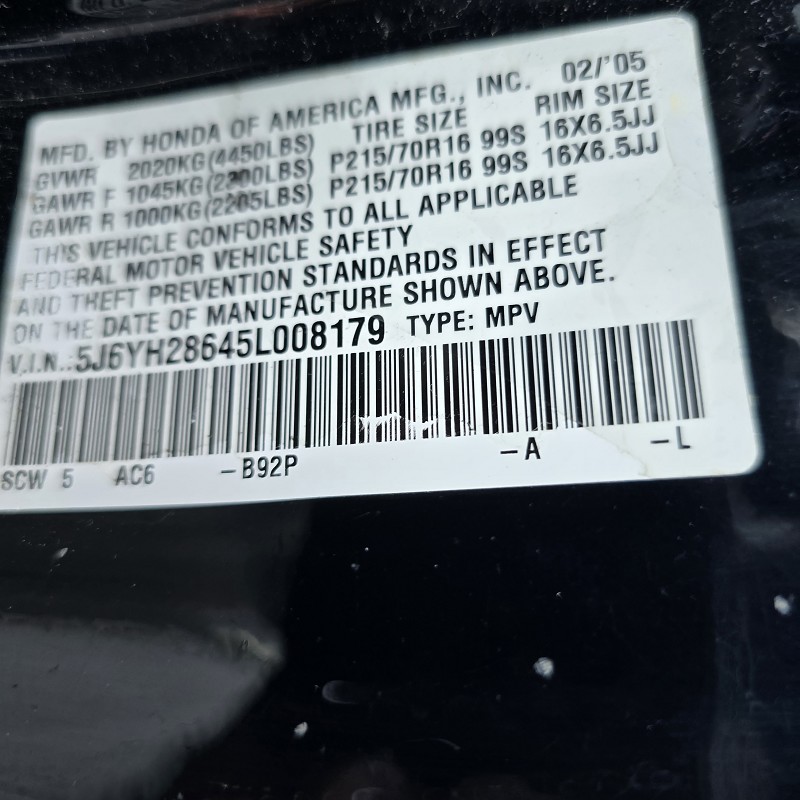 MFD. BY HONDA OF AMERICA MFG., INC. 02/'05
GVWR 2020KG(4450LBS) TIRE SIZE RIM SIZE
GAWR F 1045KG(2300LBS) P215/70R16 99S 16X6.5JJ
GAWR R 1000KG(2205LBS) P215/70R16 99S 16X6.5JJ
THIS VEHICLE CONFORMS TO ALL APPLICABLE
FEDERAL MOTOR VEHICLE SAFETY
AND THEFT PREVENTION STANDARDS IN EFFECT
ON THE DATE OF MANUFACTURE SHOWN ABOVE.
V.I.N.:5J6YH28645L008179 TYPE: MPV
SCW 5 AC6 -B92P -A -L